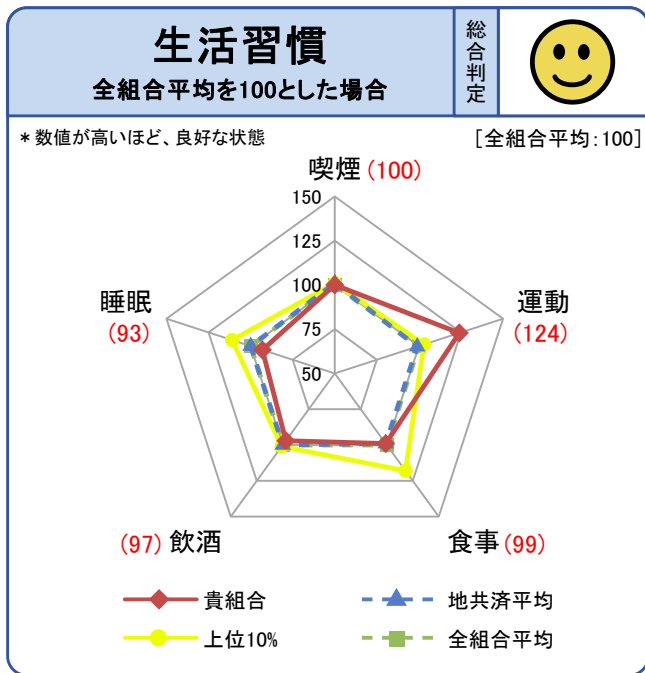 生活習慣
全組合平均を100とした場合
総合判定
*数値が高いほど、良好な状態
[全組合平均:100]
喫煙(100)
150
125
100
75
50
睡眠
(93)
運動
(124)
(97)飲酒
食事(99)
貴組合
地共済平均
上位10%
全組合平均